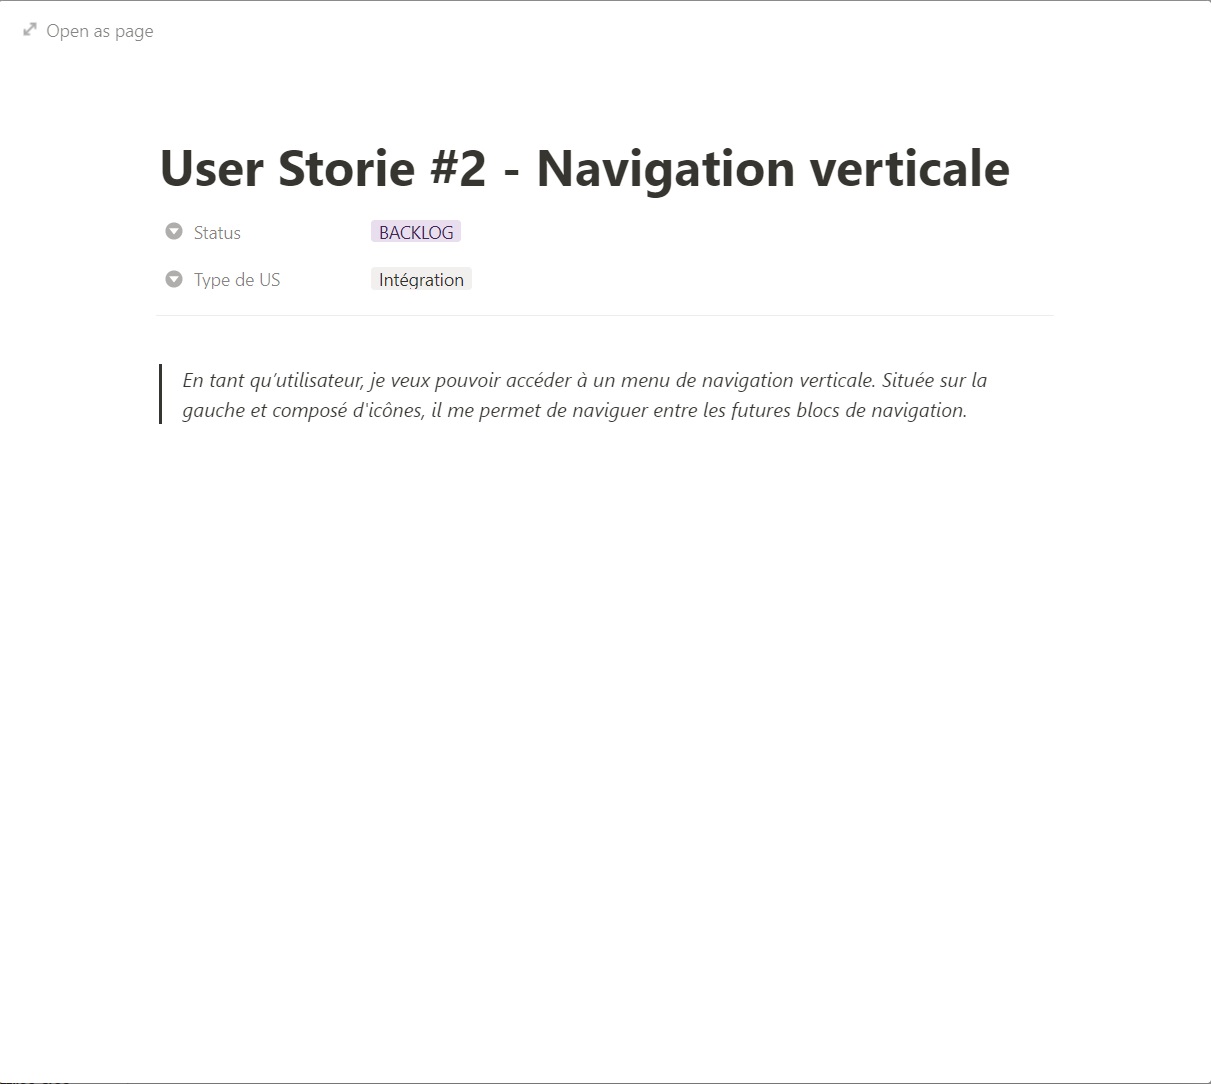 Open as page
User Storie #2 - Navigation verticale
Status BACKLOG
Type de US Intégration
En tant qu’utilisateur, je veux pouvoir accéder à un menu de navigation verticale. Située sur la
gauche et composé d'icônes, il me permet de naviguer entre les futures blocs de navigation.